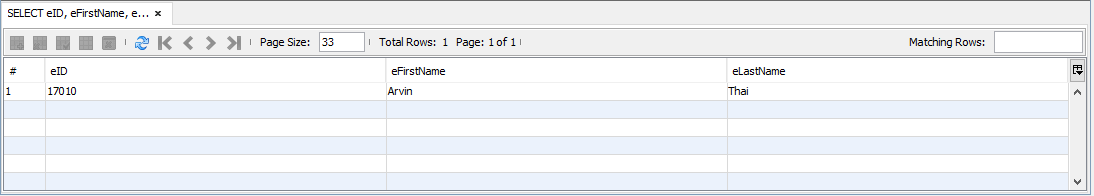 SELECT eID, eFirstName, e... ×
Page Size: 33 Total Rows: 1 Page: 1 of 1 Matching Rows:
# eID eFirstName eLastName
1 17010 Arvin Thai